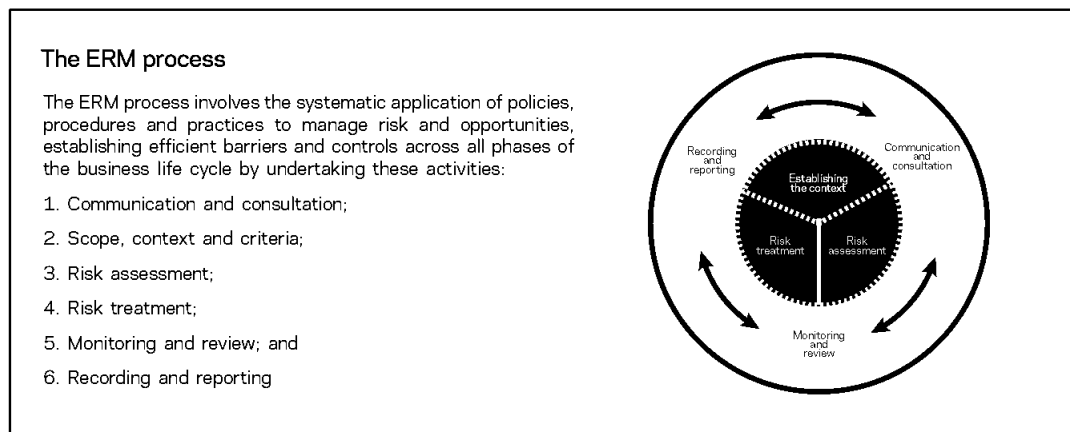 The ERM process
The ERM process involves the systematic application of policies,
procedures and practices to manage risk and opportunities,
establishing efficient barriers and controls across all phases of
the business life cycle by undertaking these activities:
1. Communication and consultation;
2. Scope, context and criteria;
3. Risk assessment;
4. Risk treatment;
5. Monitoring and review; and
6. Recording and reporting
Recording
and
reporting
Communication
and
consultation
Establishing
the context
Risk
treatment
Risk
assessment
Monitoring
and
review